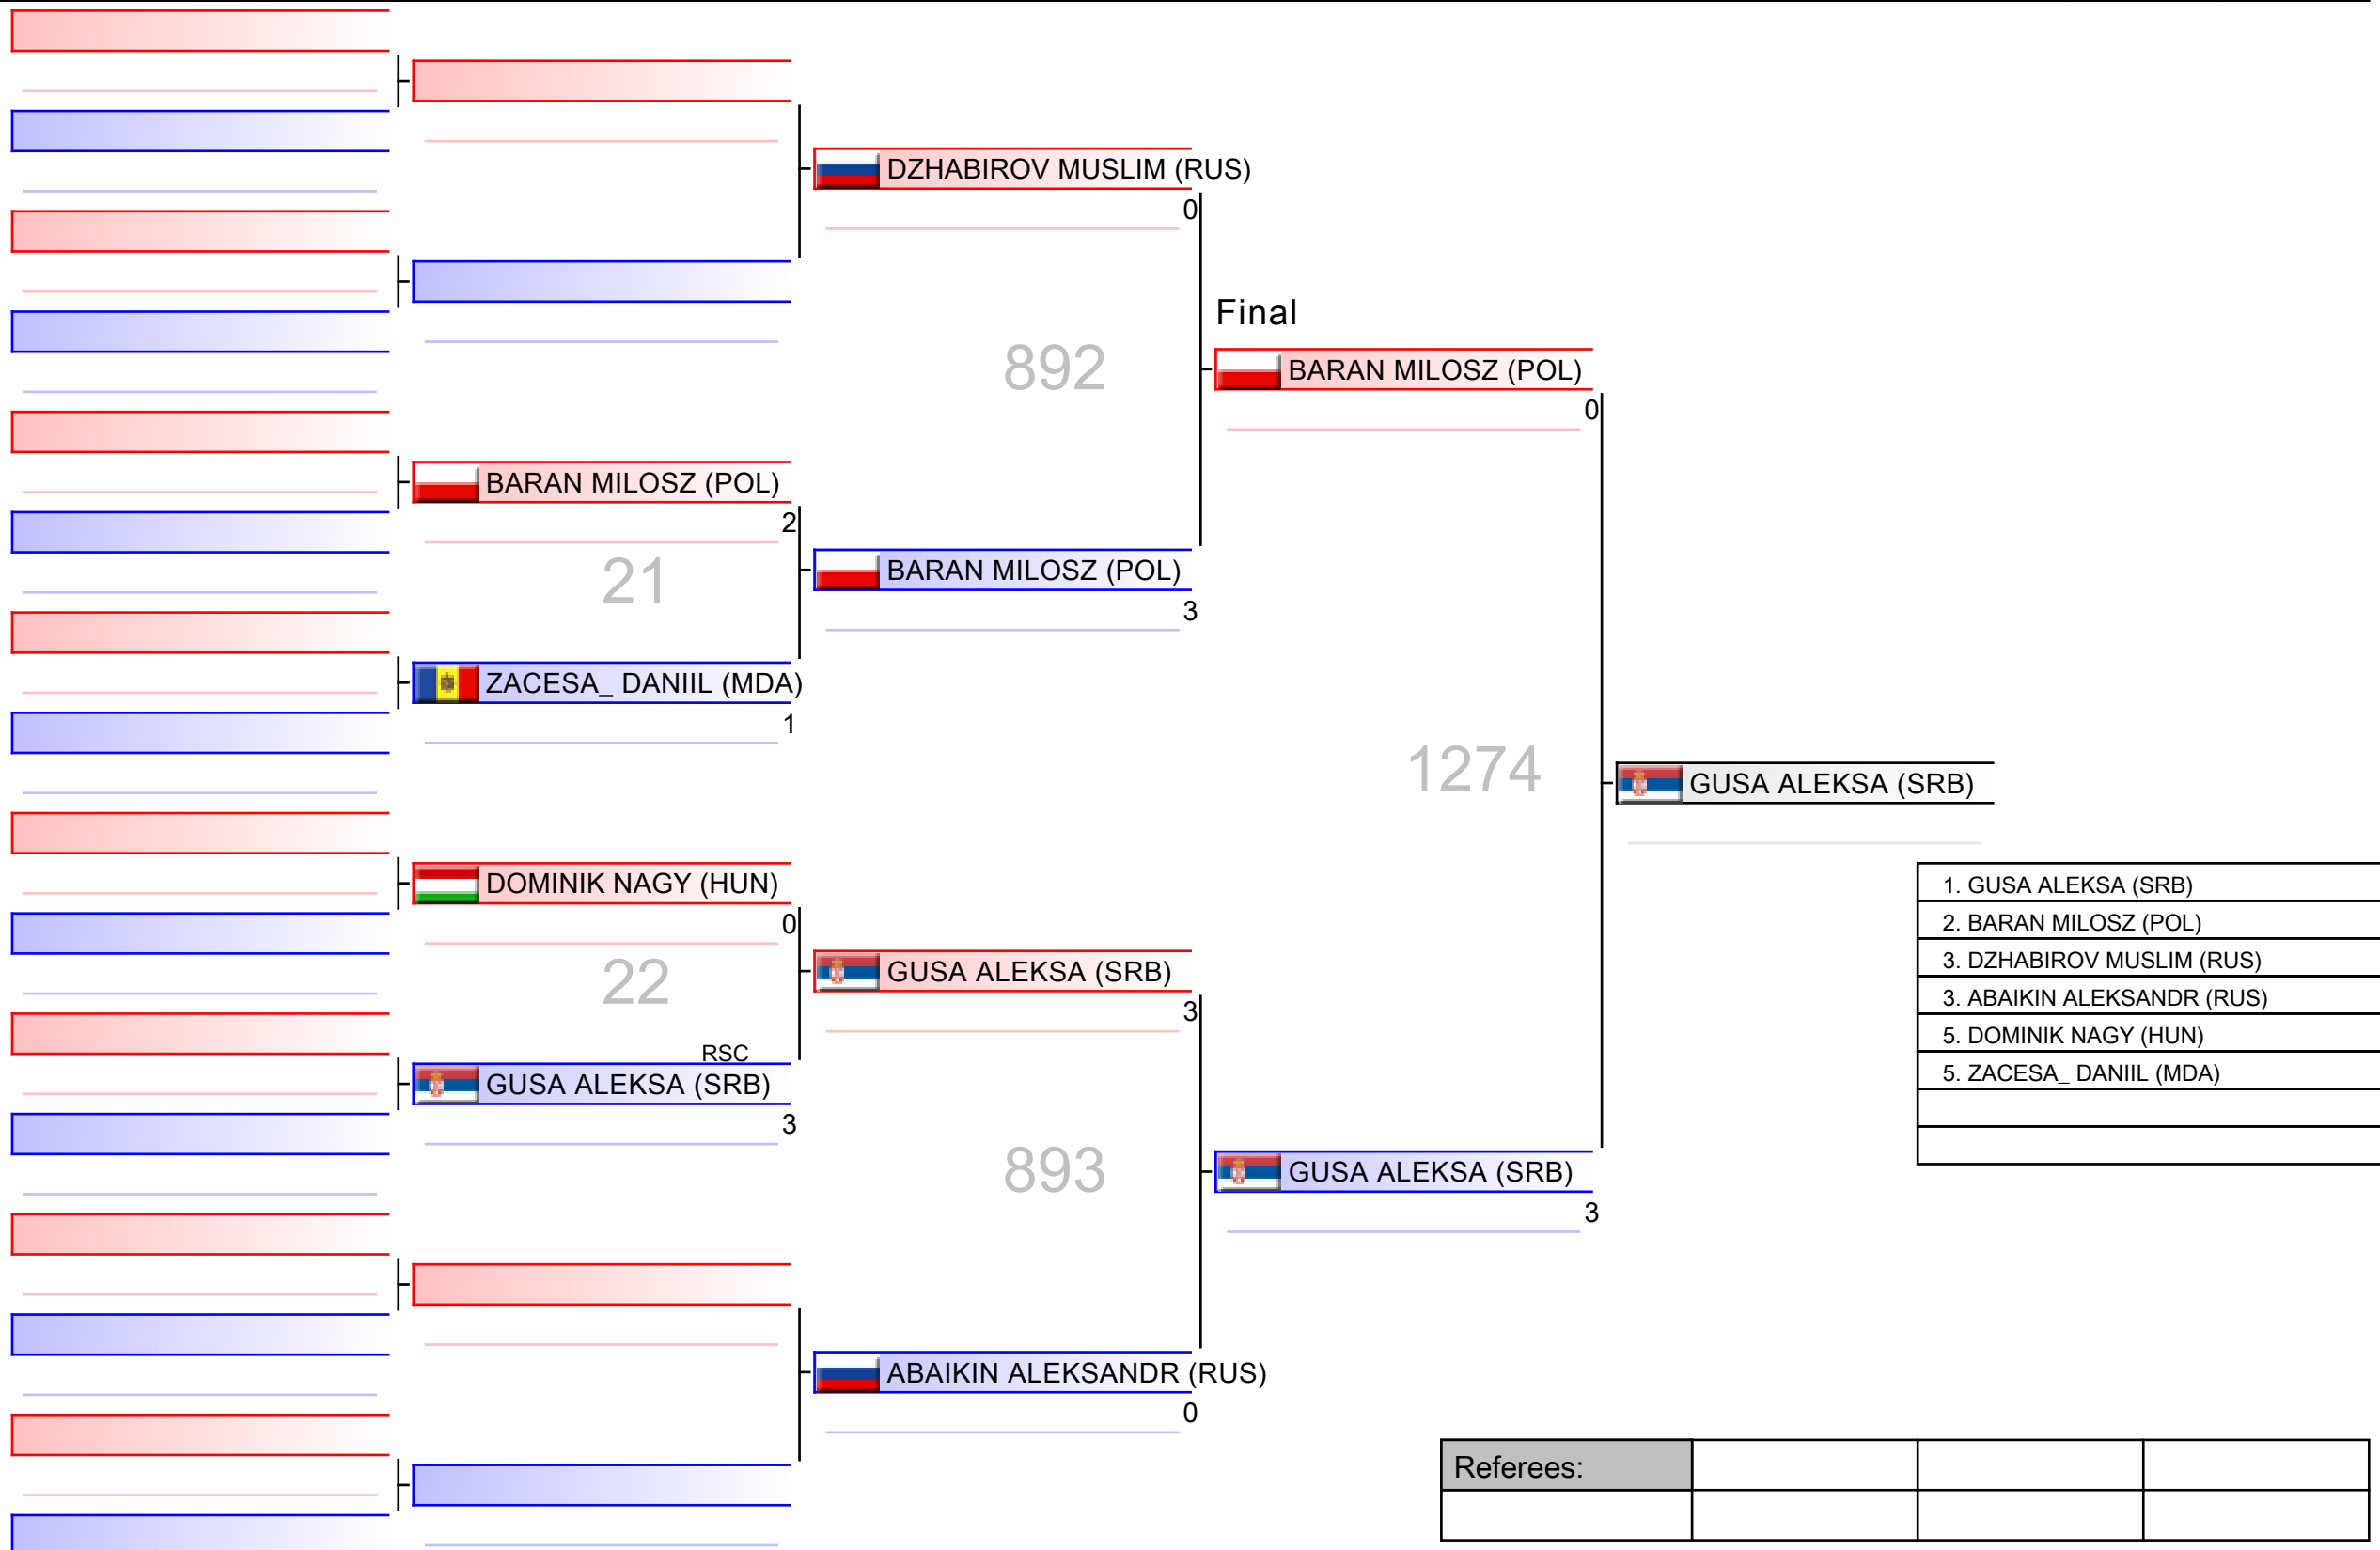 DZHABIROV MUSLIM (RUS)
0
Final
892
BARAN MILOSZ (POL)
0
BARAN MILOSZ (POL)
2
21
BARAN MILOSZ (POL)
3
ZACESA_ DANIIL (MDA)
1
1274
GUSA ALEKSA (SRB)
DOMINIK NAGY (HUN)
0
22
GUSA ALEKSA (SRB)
3
RSC
GUSA ALEKSA (SRB)
3
893
GUSA ALEKSA (SRB)
3
ABAIKIN ALEKSANDR (RUS)
0
1. GUSA ALEKSA (SRB)
2. BARAN MILOSZ (POL)
3. DZHABIROV MUSLIM (RUS)
3. ABAIKIN ALEKSANDR (RUS)
5. DOMINIK NAGY (HUN)
5. ZACESA_ DANIIL (MDA)
Referees: